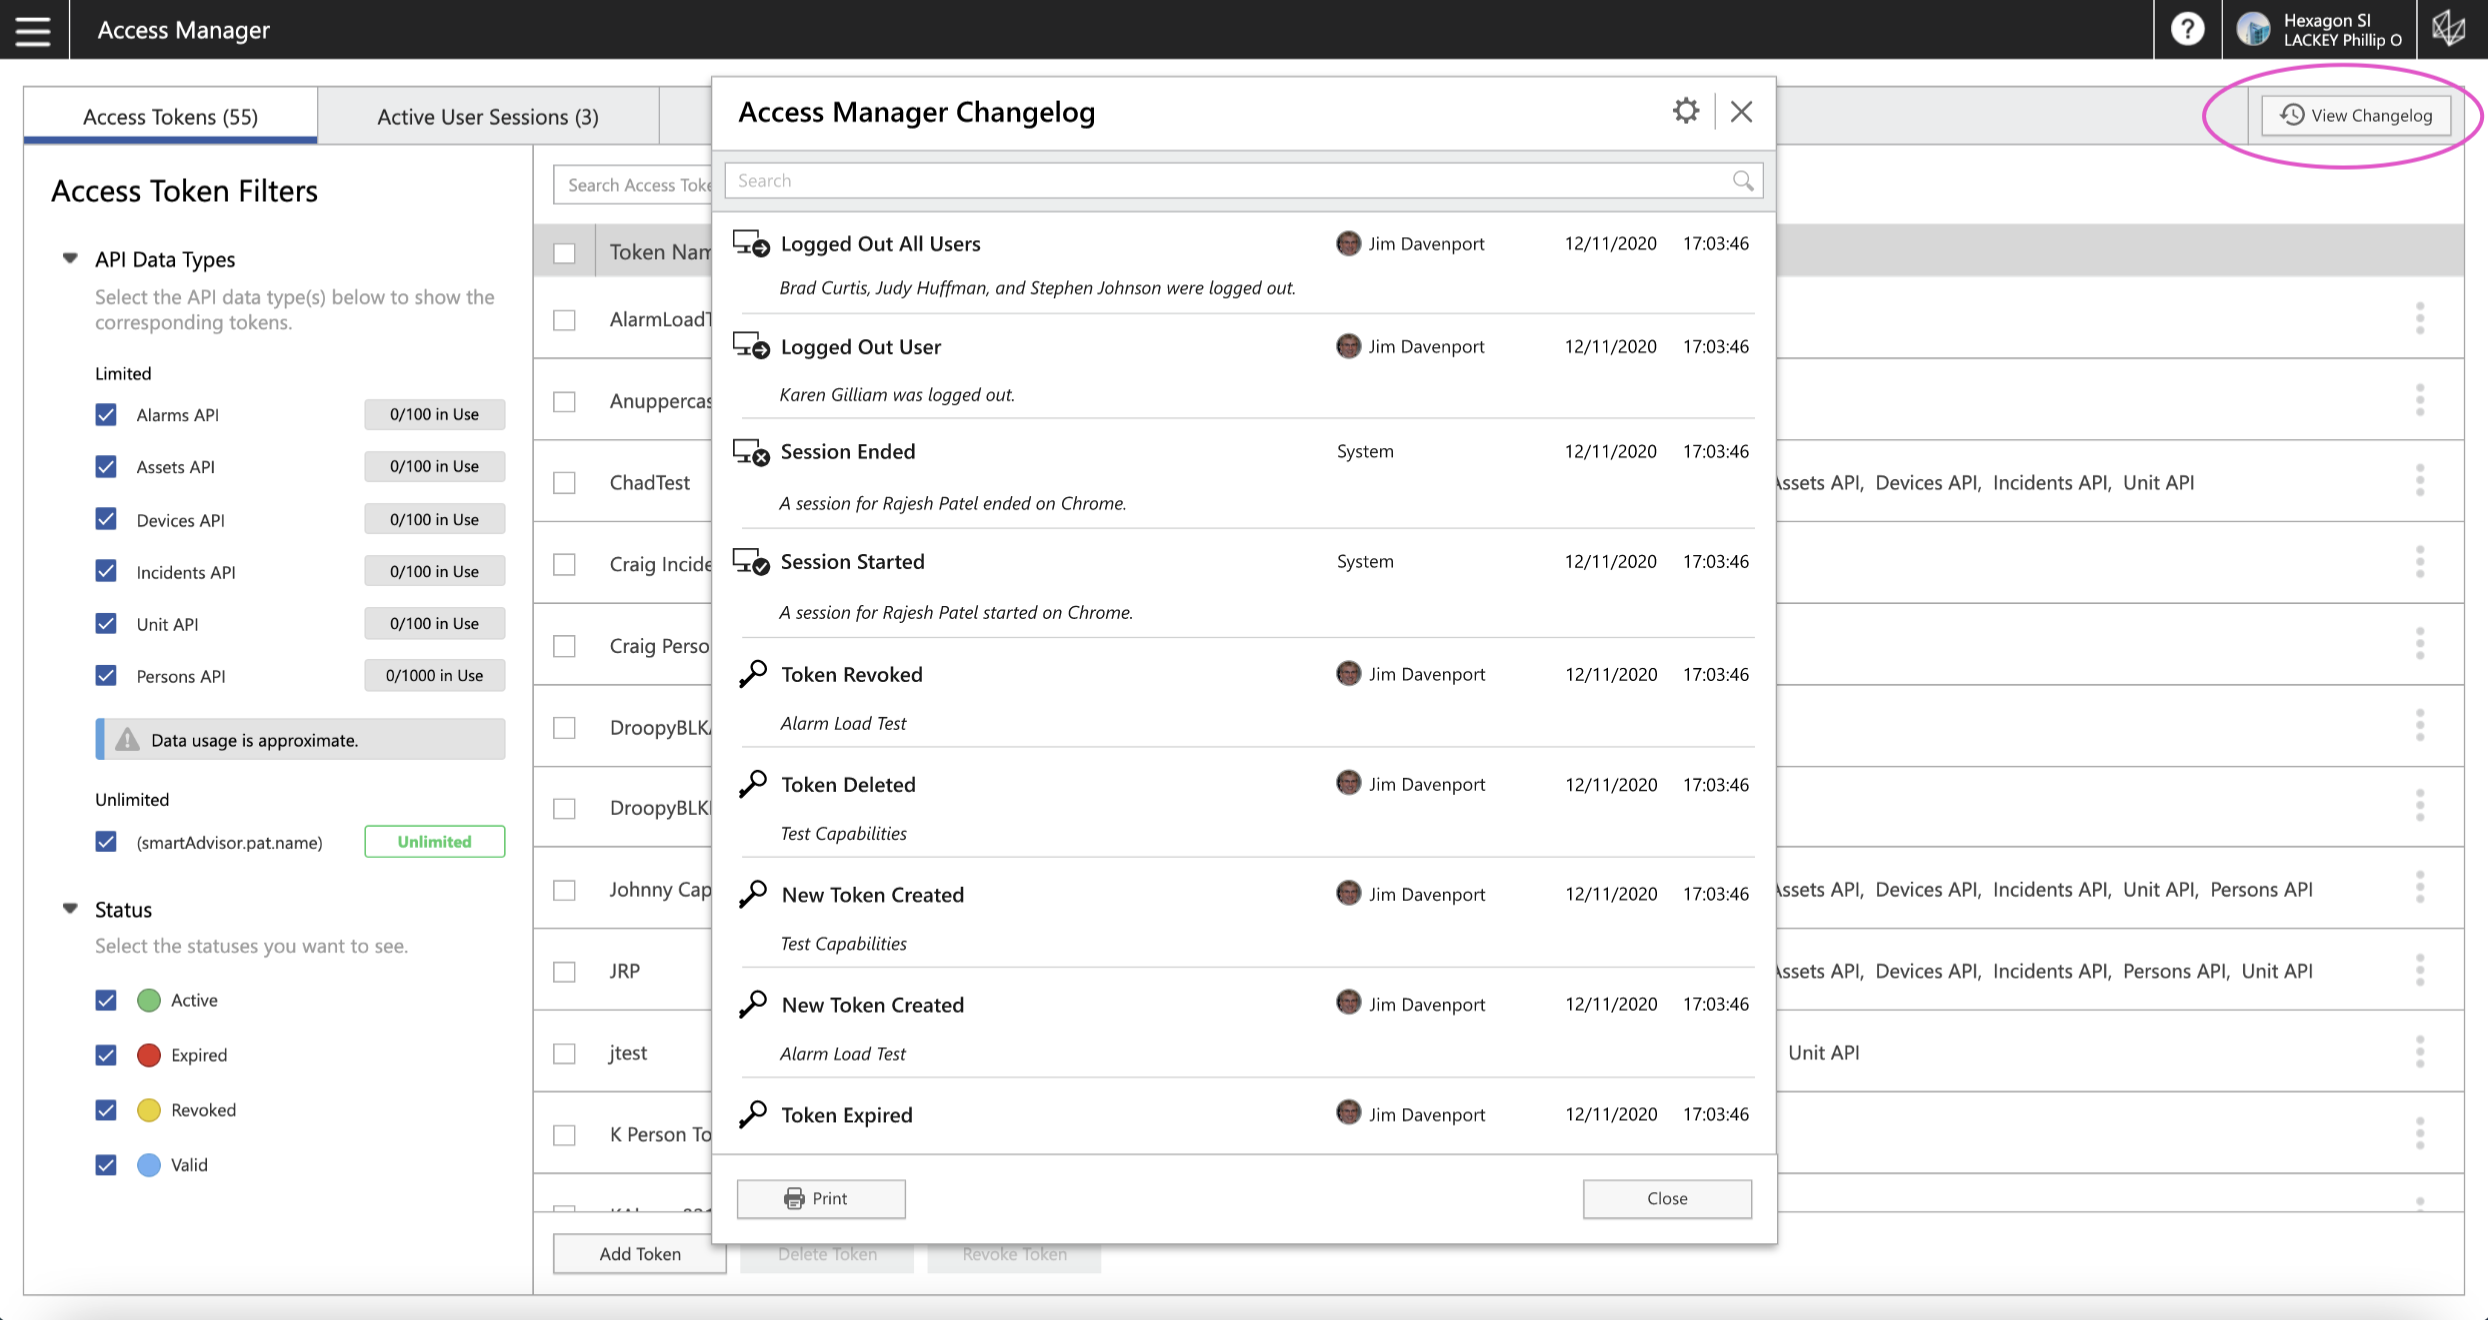 Access Manager
Hexagon SI
LACKEY Phillip O
Access Tokens (55)
Active User Sessions (3)
View Changelog
Access Token Filters
API Data Types
Select the API data type(s) below to show the
corresponding tokens.
Limited
Alarms API 0/100 in Use
Assets API 0/100 in Use
Devices API 0/100 in Use
Incidents API 0/100 in Use
Unit API 0/100 in Use
Persons API 0/1000 in Use
Data usage is approximate.
Unlimited
(smartAdvisor.pat.name) Unlimited
Status
Select the statuses you want to see.
Active
Expired
Revoked
Valid
Search Access
Token
Anuppercas
ChadTest
Assets API, Devices API, Incidents API, Unit API
Craig
Craig
Johnny
Assets API, Devices API, Incidents API, Unit API, Persons API
JRP
Assets API, Devices API, Incidents API, Persons API, Unit API
jtest
Unit API
K Person
Add Token
Delete Token
Revoke Token
Access Manager Changelog
Search
Logged Out All Users Jim Davenport 12/11/2020 17:03:46
Brad Curtis, Judy Huffman, and Stephen Johnson were logged out.
Logged Out User Jim Davenport 12/11/2020 17:03:46
Karen Gilliam was logged out.
Session Ended System 12/11/2020 17:03:46
A session for Rajesh Patel ended on Chrome.
Session Started System 12/11/2020 17:03:46
A session for Rajesh Patel started on Chrome.
Token Revoked Jim Davenport 12/11/2020 17:03:46
Alarm Load Test
Token Deleted Jim Davenport 12/11/2020 17:03:46
Test Capabilities
New Token Created Jim Davenport 12/11/2020 17:03:46
Test Capabilities
New Token Created Jim Davenport 12/11/2020 17:03:46
Alarm Load Test
Token Expired Jim Davenport 12/11/2020 17:03:46
Print
Close